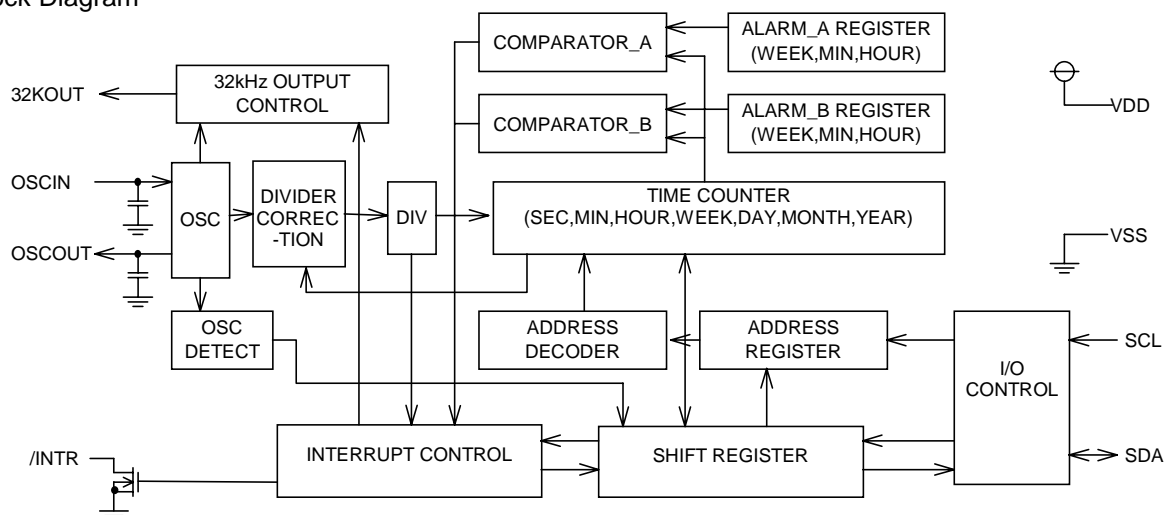 ock Diagram
COMPARATOR_A
ALARM_A REGISTER
(WEEK,MIN,HOUR)
32KOUT
32kHz OUTPUT
CONTROL
VDD
COMPARATOR_B
ALARM_B REGISTER
(WEEK,MIN,HOUR)
OSCIN
OSC
DIVIDER
CORREC
-TION
DIV
TIME COUNTER
(SEC,MIN,HOUR,WEEK,DAY,MONTH,YEAR)
OSCOUT
VSS
OSC
DETECT
ADDRESS
DECODER
ADDRESS
REGISTER
I/O
CONTROL
SCL
/INTR
INTERRUPT CONTROL
SHIFT REGISTER
SDA